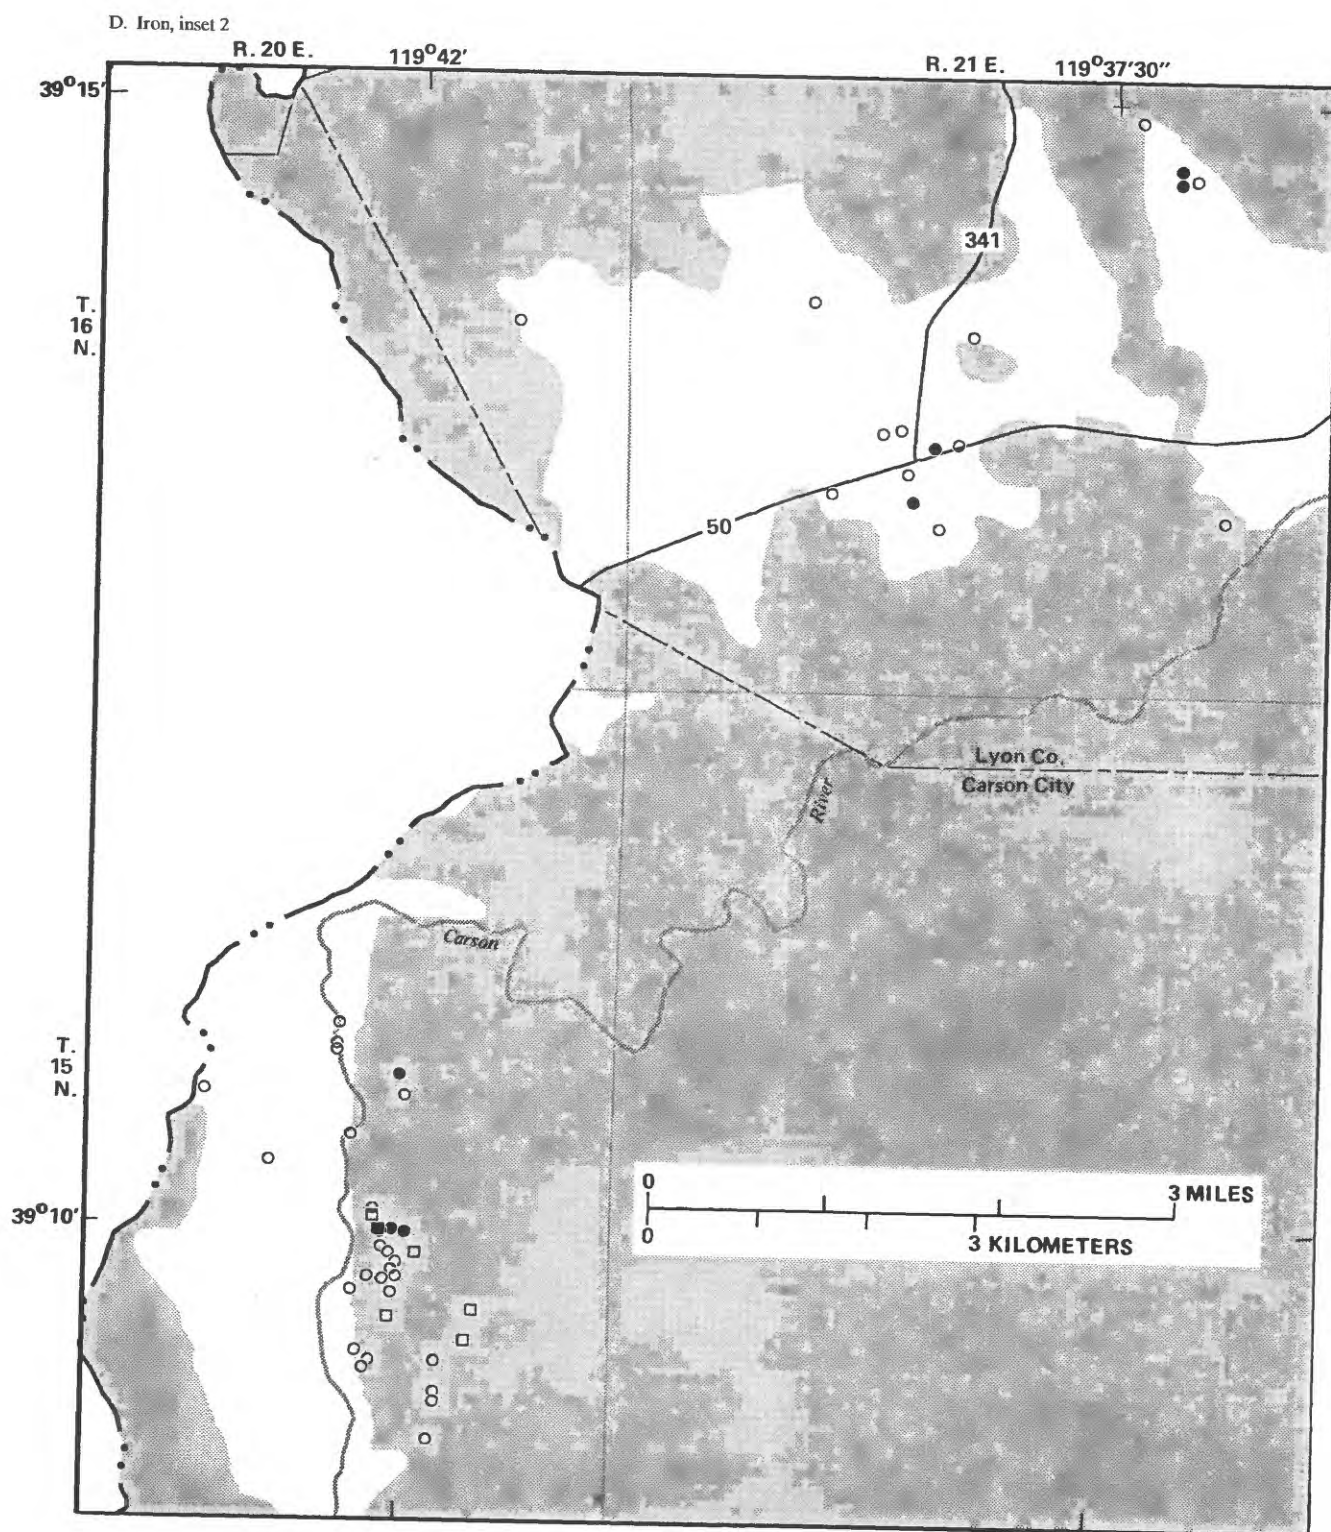 D. Iron, inset 2
R. 20 E.
119°42'
R. 21 E.
119°37'30"
39°15'
341
T.
16
N.
50
Lyon Co.
Carson City
River
Carson
T.
15
N.
39°10'
0
3 MILES
0
3 KILOMETERS